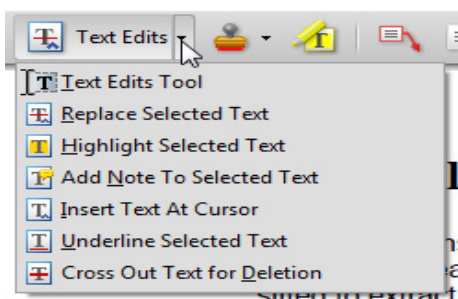 Text Edits
Text Edits Tool
Replace Selected Text
Highlight Selected Text
Add Note To Selected Text
Insert Text At Cursor
Underline Selected Text
Cross Out Text for Deletion